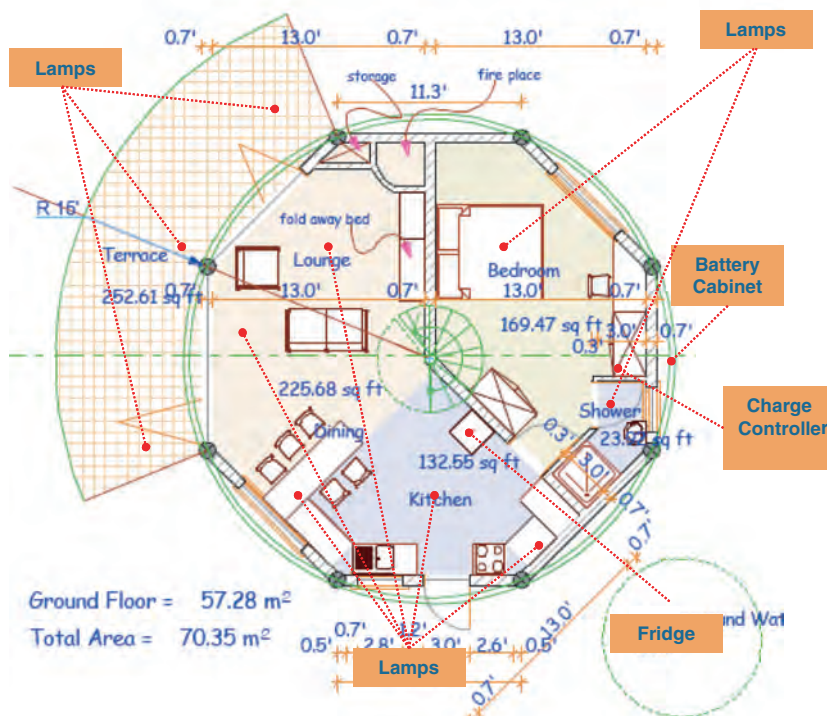 0.7' 13.0' 0.7' 13.0' 0.7'
Lamps
Lamps
storage
fire place
11.3'
R 16'
fold away bed
Terrace
Lounge
Bedroom
Battery
Cabinet
252.61 sq ft
0.7' 13.0' 0.7' 13.0' 0.7'
169.47 sq ft 3.0' 0.7'
0.3'
225.68 sq ft
Shower
Charge
Controller
Dining
0.3'
132.55 sq ft
3.0'
Kitchen
0.7'
0.7'
Ground Floor = 57.28 m²
Total Area = 70.35 m²
13.0'
Fridge
0.7'
0.5' 2.8' 3.0' 2.6' 0.5'
Lamps
0.7'